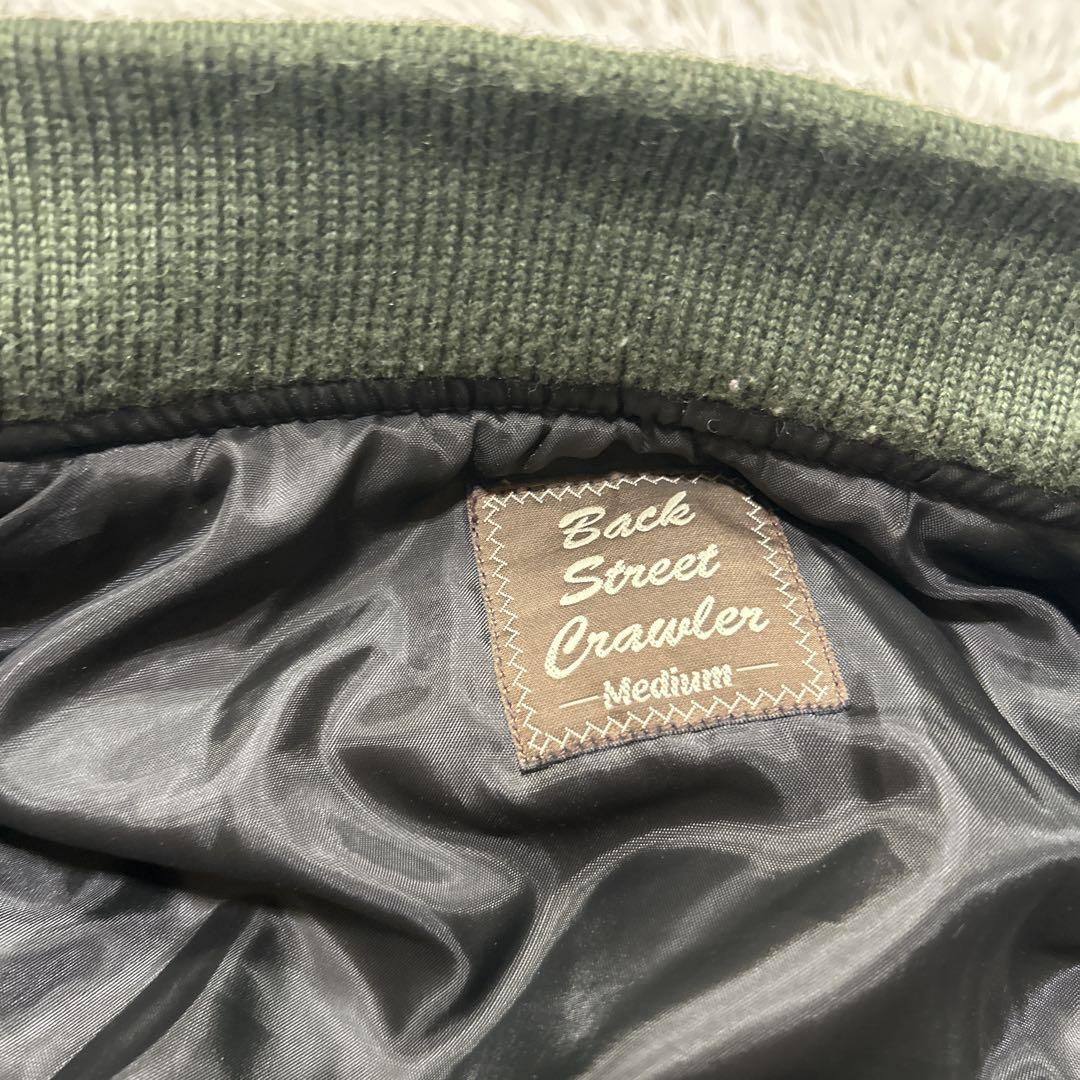 Back
Street
Crawler
-Medium-